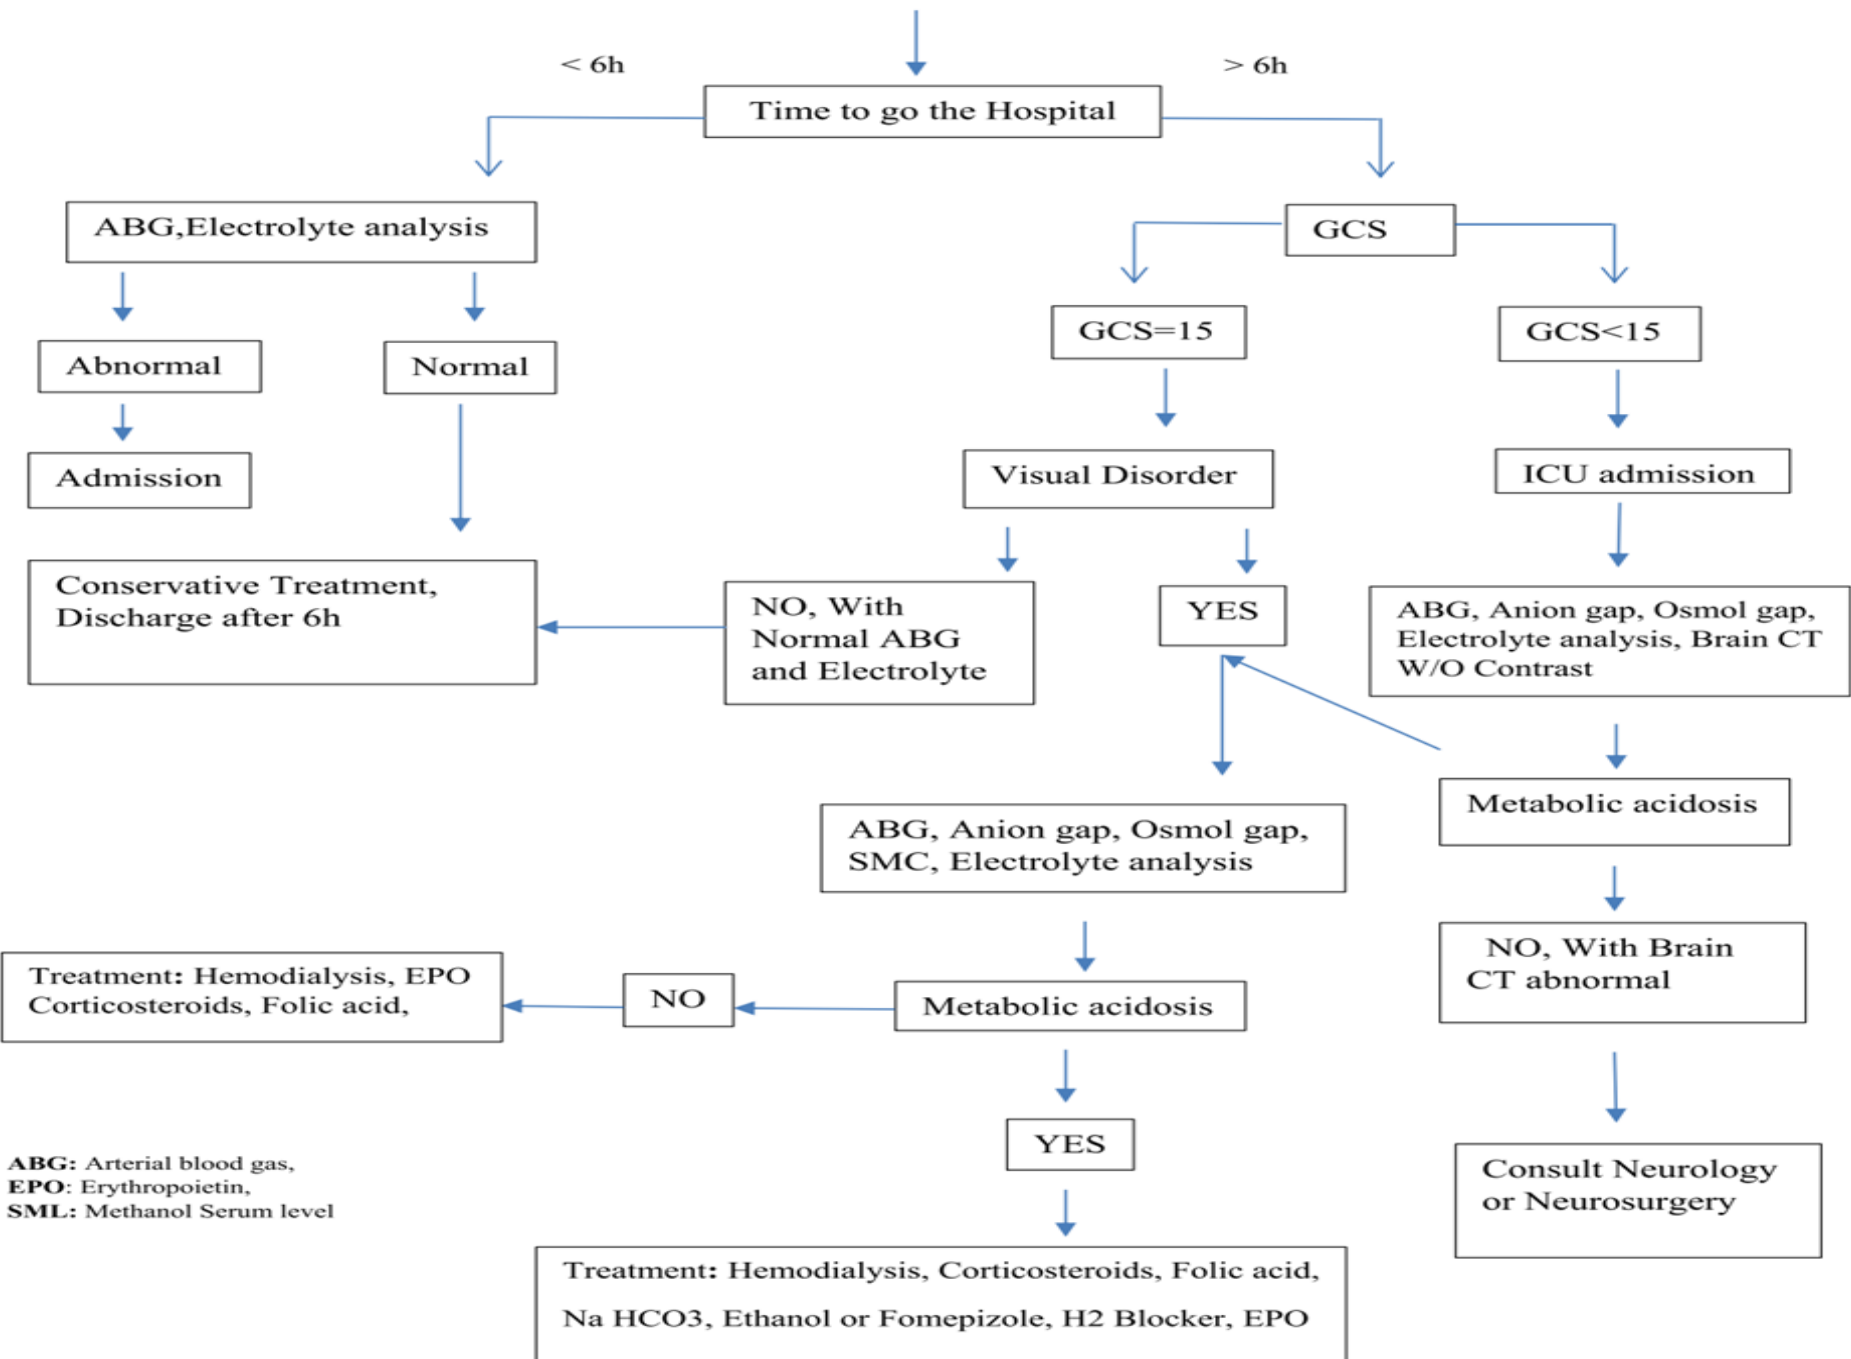 < 6h
> 6h
Time to go the Hospital
ABG,Electrolyte analysis
GCS
Abnormal
Normal
GCS=15
GCS<15
Admission
Visual Disorder
ICU admission
Conservative Treatment,
Discharge after 6h
NO, With
Normal ABG
and Electrolyte
YES
ABG, Anion gap, Osmol gap,
Electrolyte analysis, Brain CT
W/O Contrast
ABG, Anion gap, Osmol gap,
SMC, Electrolyte analysis
Metabolic acidosis
NO, With Brain
CT abnormal
Treatment: Hemodialysis, EPO
Corticosteroids, Folic acid,
NO
Metabolic acidosis
YES
Consult Neurology
or Neurosurgery
ABG: Arterial blood gas,
EPO: Erythropoietin,
SML: Methanol Serum level
Treatment: Hemodialysis, Corticosteroids, Folic acid,
Na HCO3, Ethanol or Fomepizole, H2 Blocker, EPO